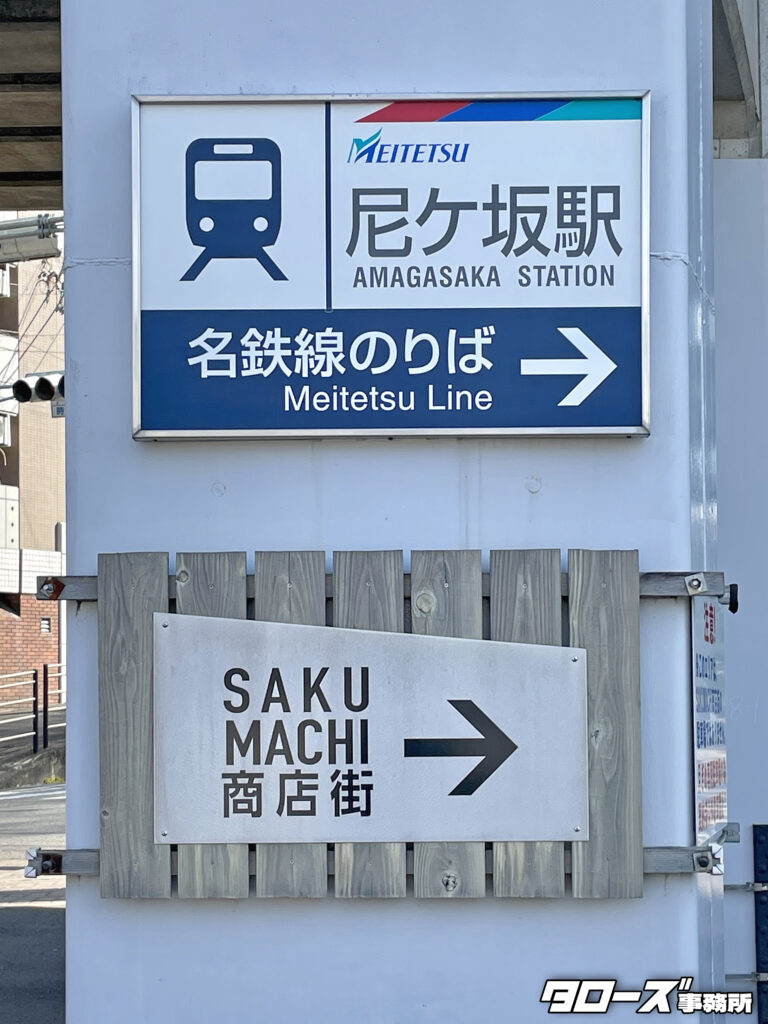 MEITETSU
尼ケ坂駅
AMAGASAKA STATION
名鉄線のりば
Meitetsu Line
SAKU
MACHI
商店街
タローズ事務所